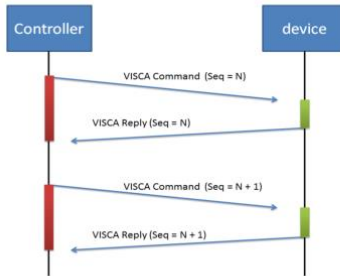 Controller
device
VISCA Command (Seq = N)
VISCA Reply (Seq = N)
VISCA Command (Seq = N + 1)
VISCA Reply (Seq = N + 1)